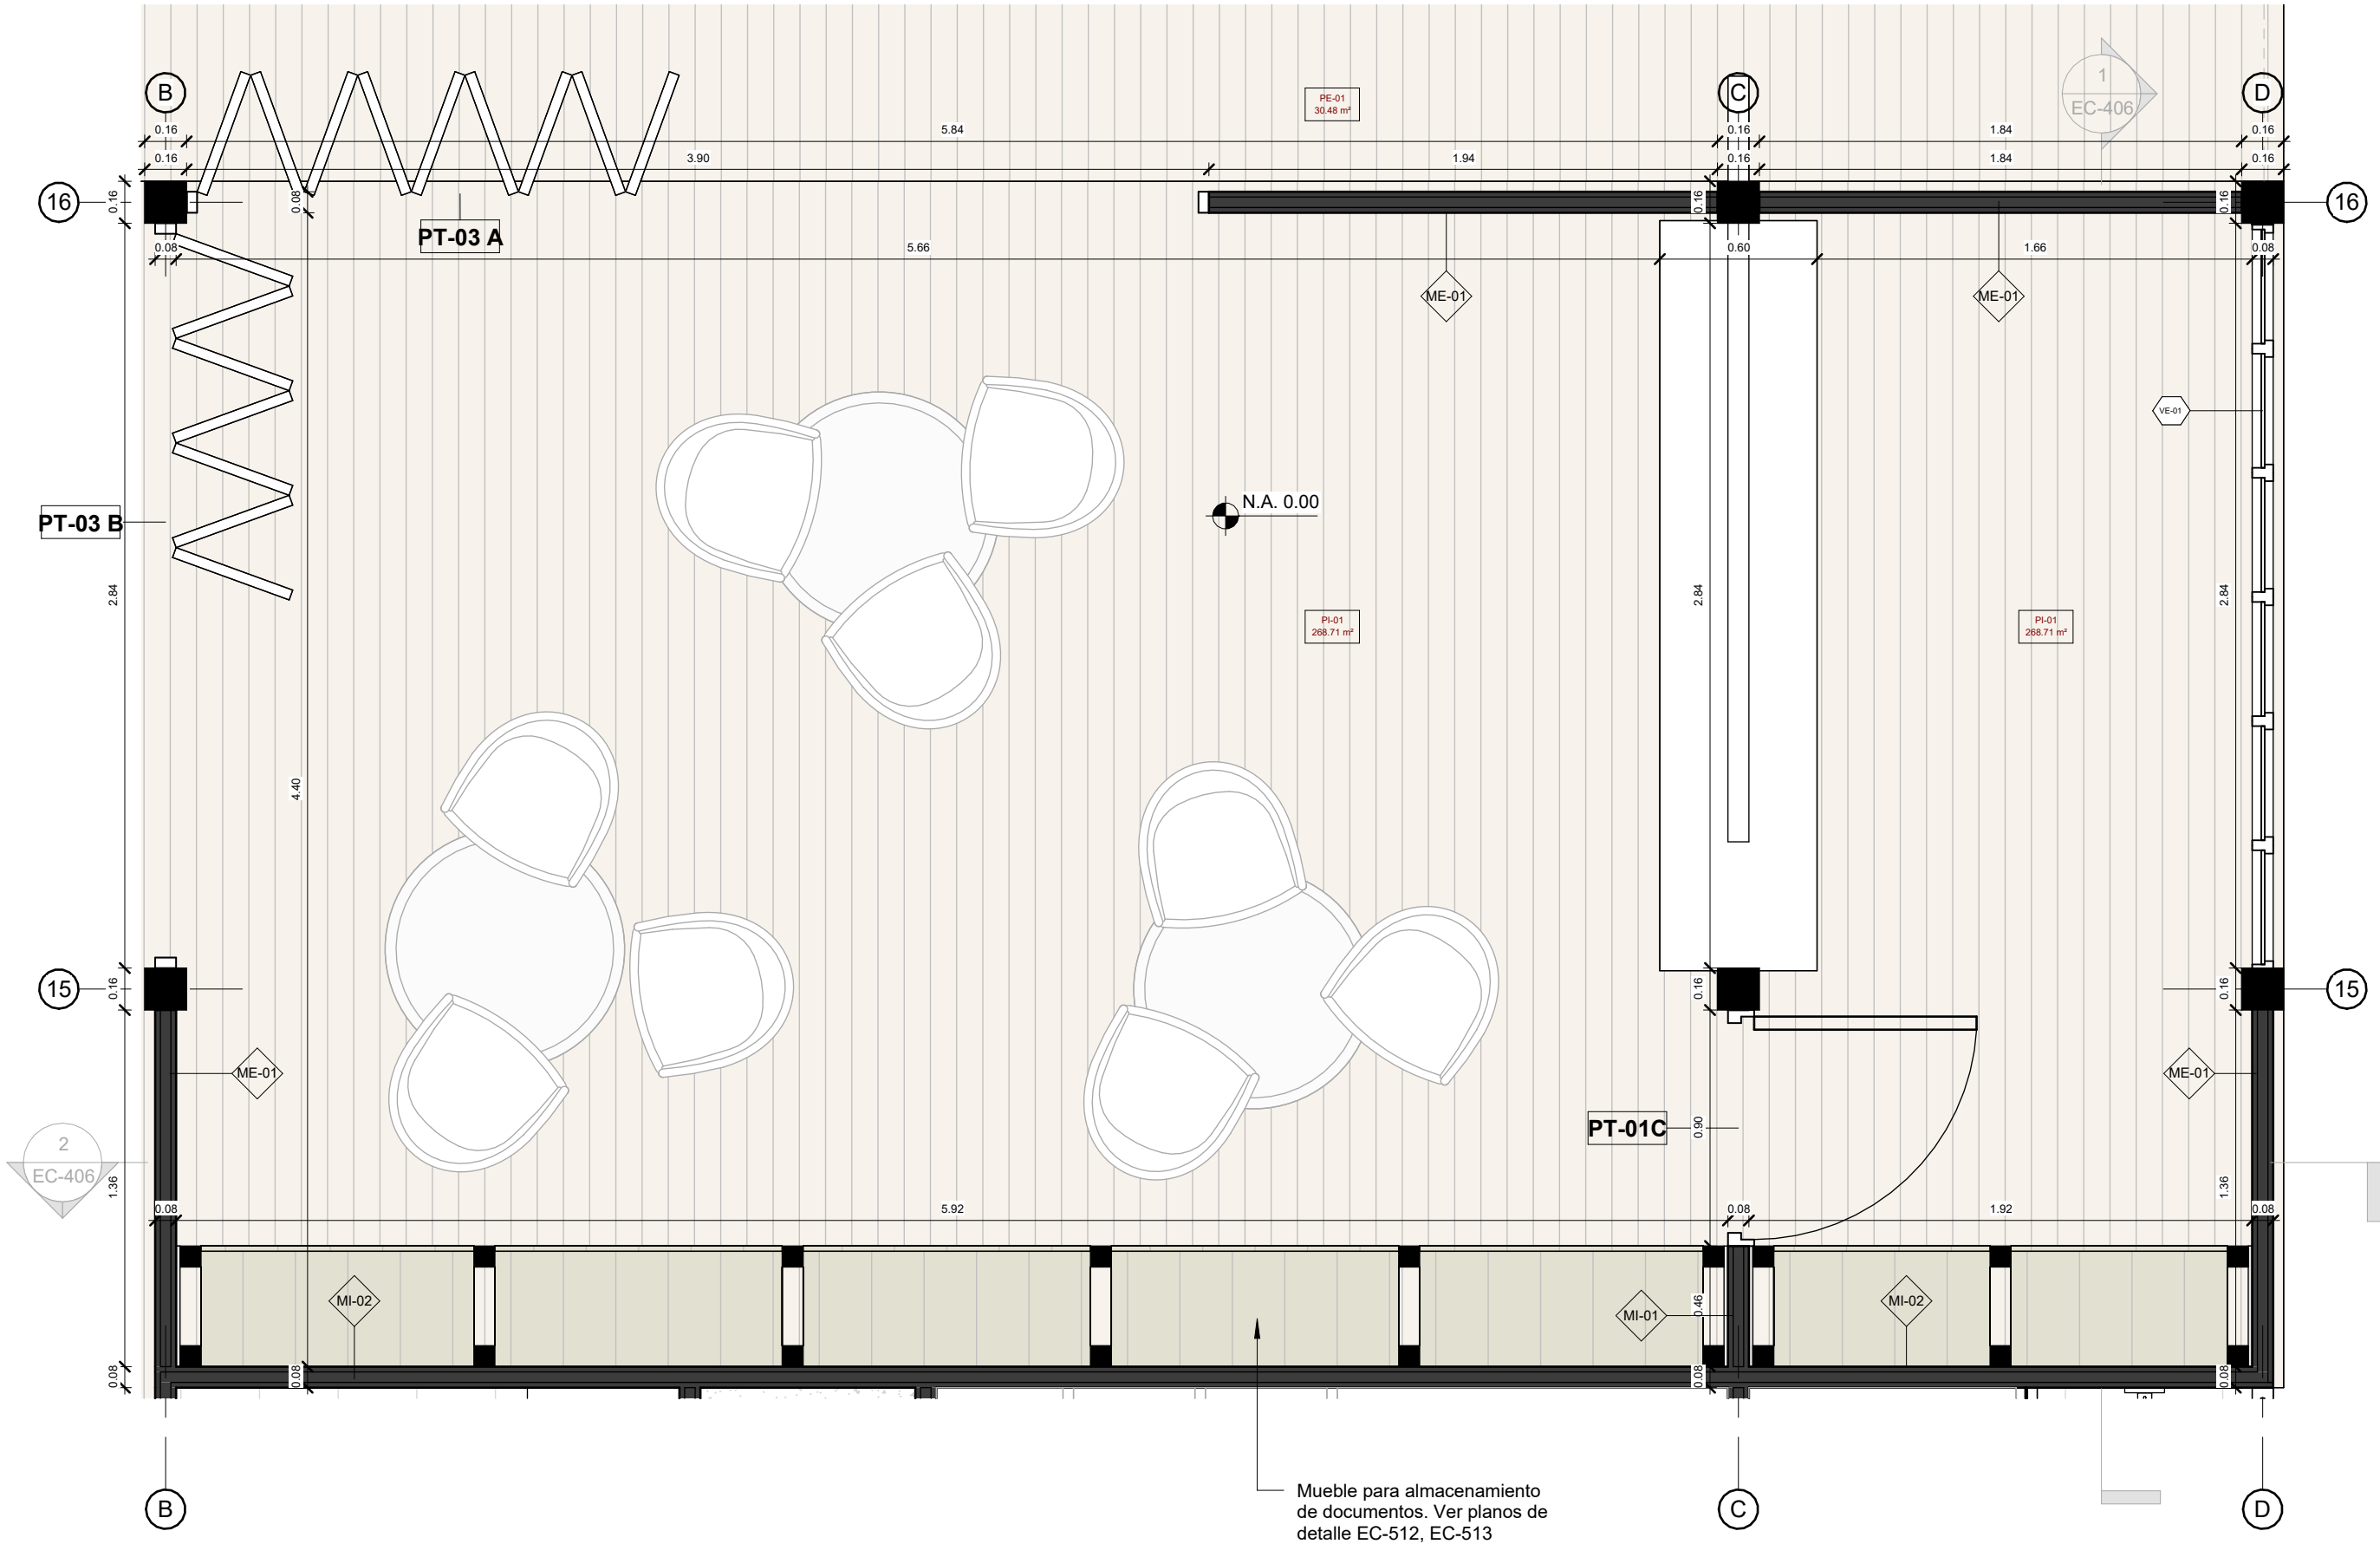 1
EC-406
B
C
D
PE-01
30.48 m²
0.16
5.84
0.16
1.84
0.16
0.16
3.90
1.94
0.16
1.84
0.16
16
0.16
0.08
0.16
0.16
16
PT-03 A
0.08
5.66
0.60
1.66
0.08
ME-01
ME-01
VE-01
N.A. 0.00
PT-03 B
2.84
2.84
2.84
PI-01
268.71 m²
PI-01
268.71 m²
4.40
15
0.16
0.16
0.16
15
ME-01
ME-01
PT-01C
0.90
2
EC-406
1.36
1.36
0.08
5.92
0.08
1.92
0.08
MI-02
MI-01
0.46
MI-02
0.08
0.08
0.08
0.08
Mueble para almacenamiento
de documentos. Ver planos de
detalle EC-512, EC-513
B
C
D